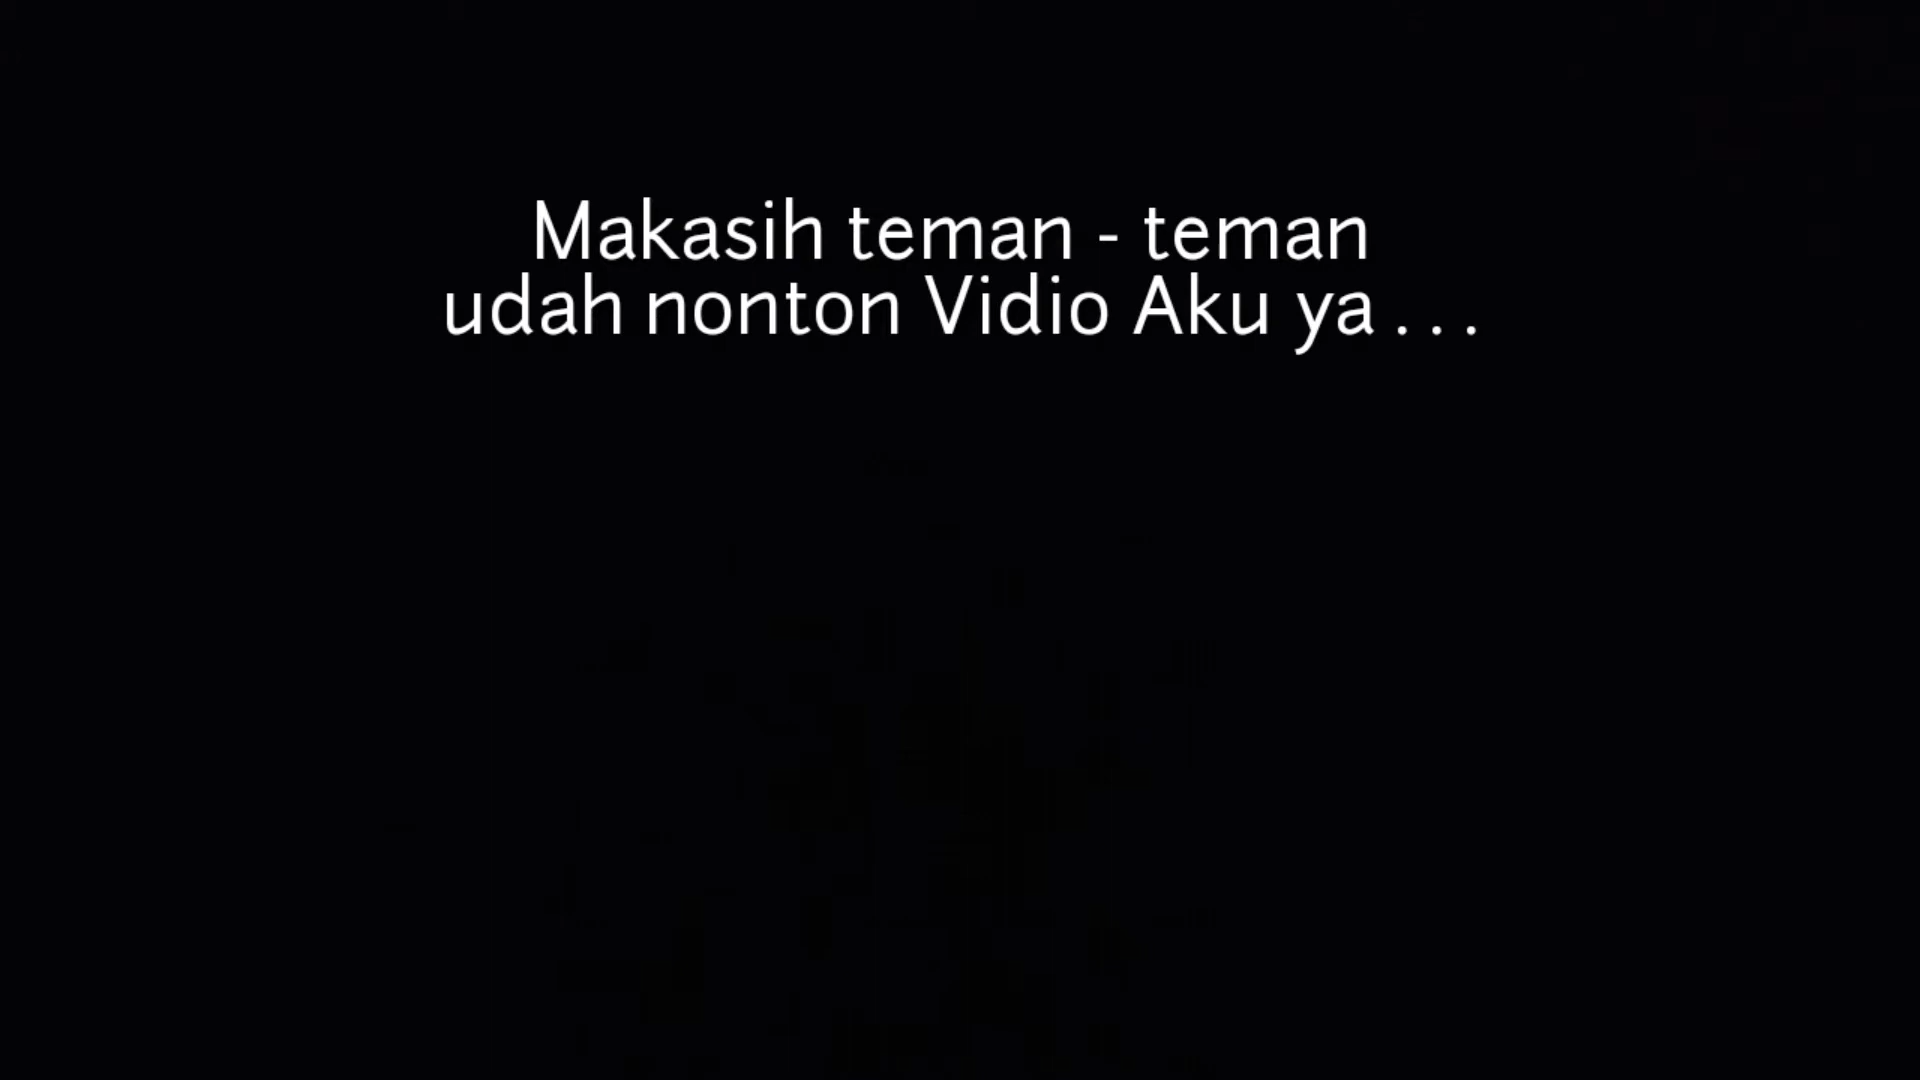 Makasih teman - teman
udah nonton Vidio Aku ya . . .